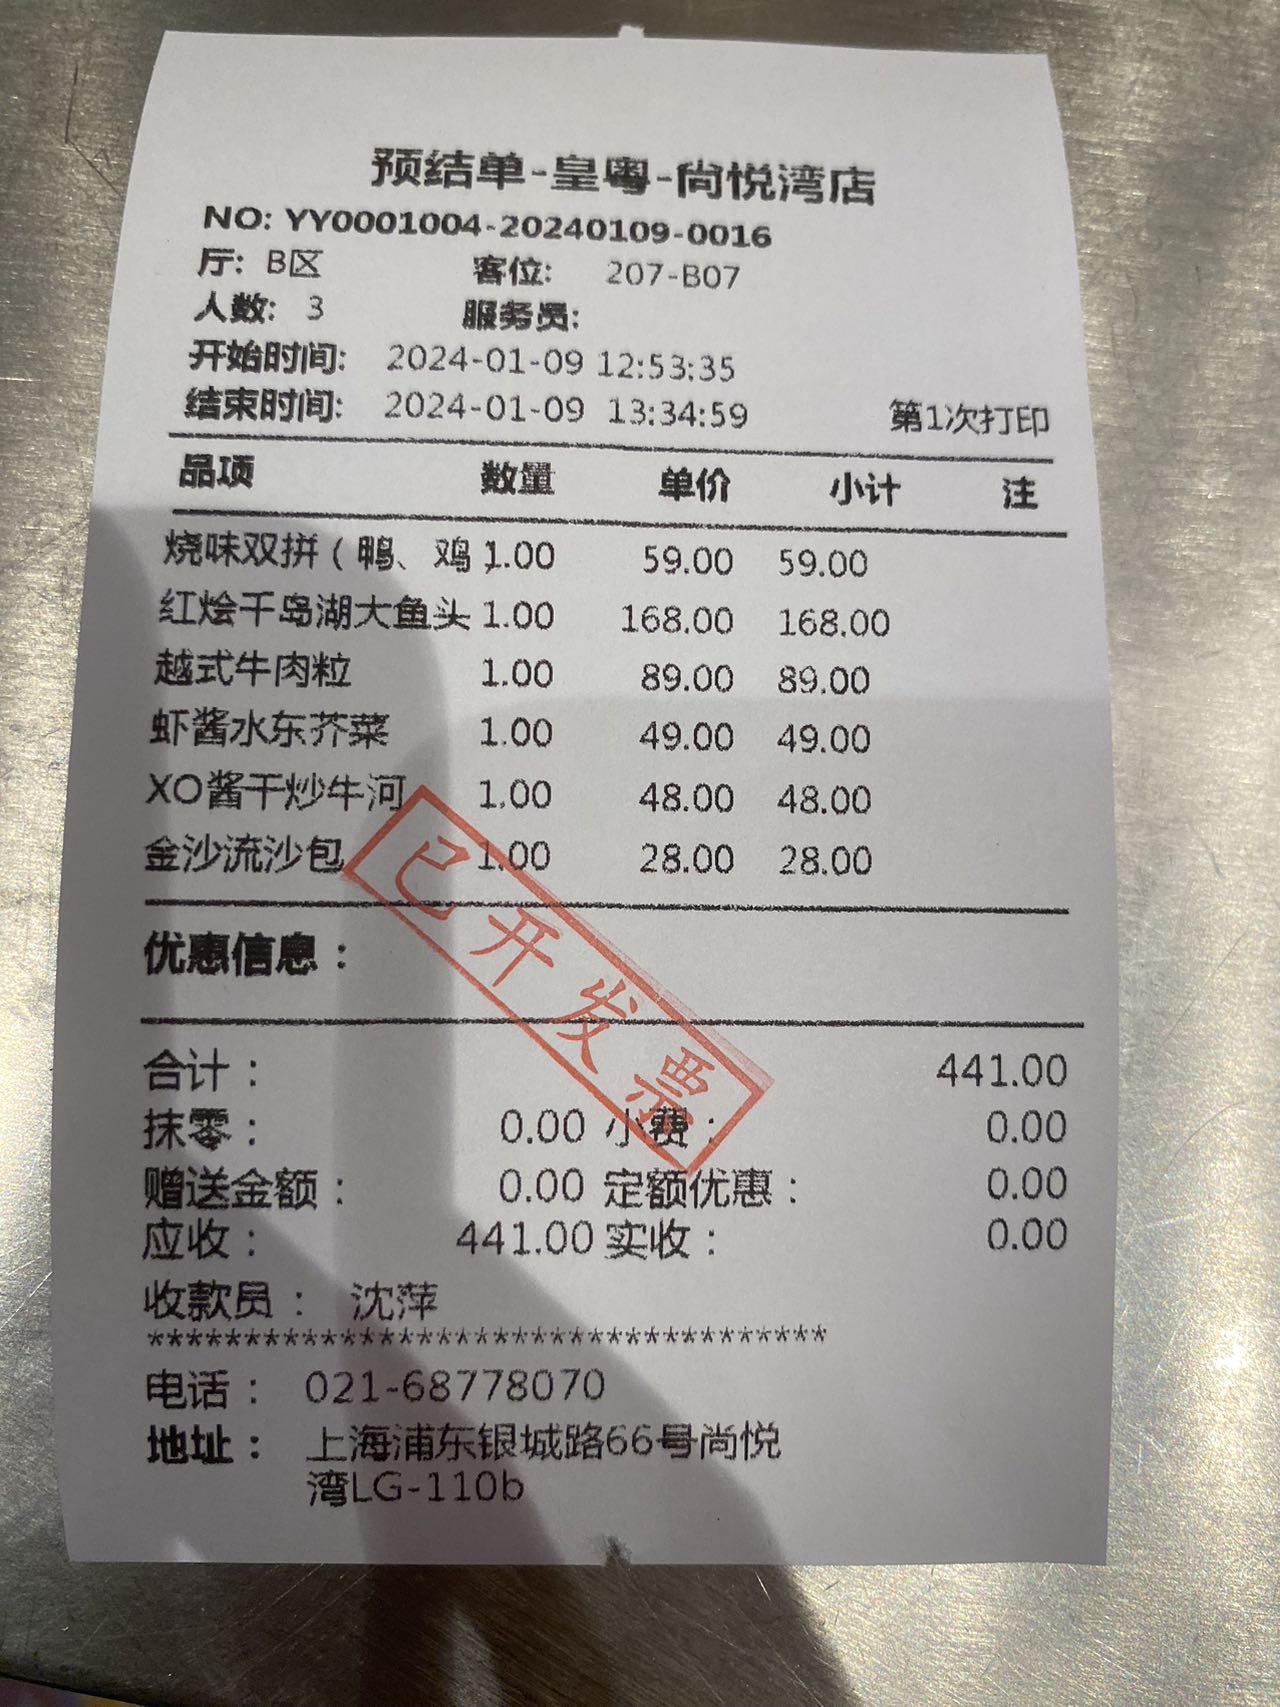 预结单-皇粤-尚悦湾店
NO: YY0001004-20240109-0016
厅: B区 客位: 207-B07
人数: 3 服务员:
开始时间: 2024-01-09 12:53:35
结束时间: 2024-01-09 13:34:59 第1次打印
品项 数量 单价 小计 注
烧味双拼（鸭、鸡） 1.00 59.00 59.00
红烩千岛湖大鱼头 1.00 168.00 168.00
越式牛肉粒 1.00 89.00 89.00
虾酱水东芥菜 1.00 49.00 49.00
XO酱干炒牛河 1.00 48.00 48.00
金沙流沙包 1.00 28.00 28.00
已开发票
优惠信息：
合计： 441.00
抹零： 0.00 小费： 0.00
赠送金额： 0.00 定额优惠： 0.00
应收： 441.00 实收： 0.00
收款员： 沈萍
***********************************
电话： 021-68778070
地址： 上海浦东银城路66号尚悦
湾LG-110b